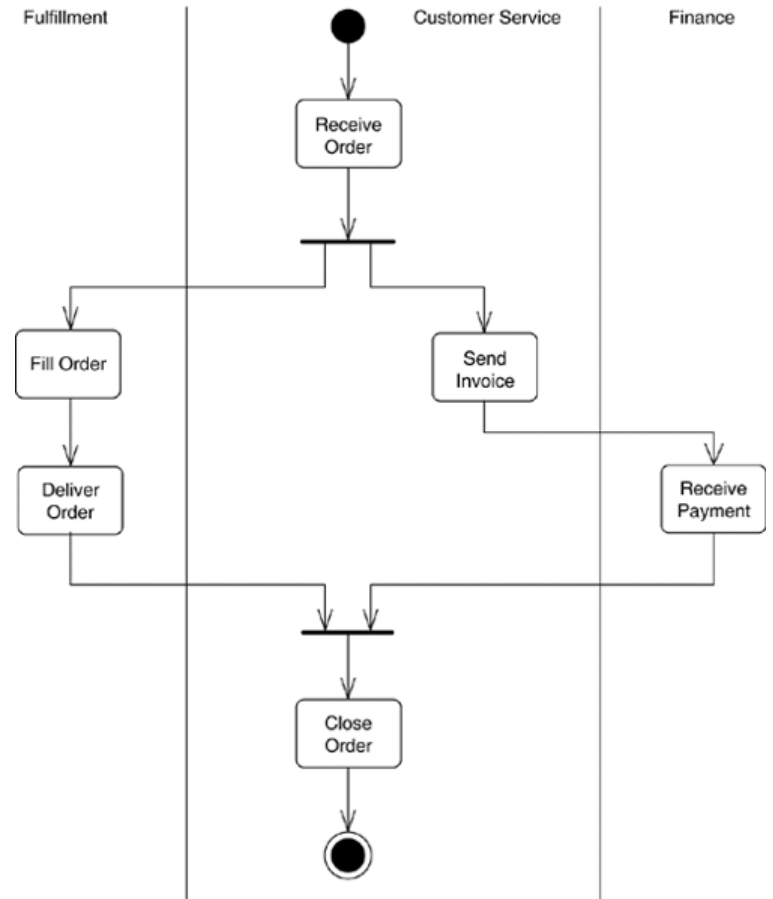 Fulfillment
Customer Service
Finance
Receive
Order
Fill Order
Send
Invoice
Deliver
Order
Receive
Payment
Close
Order